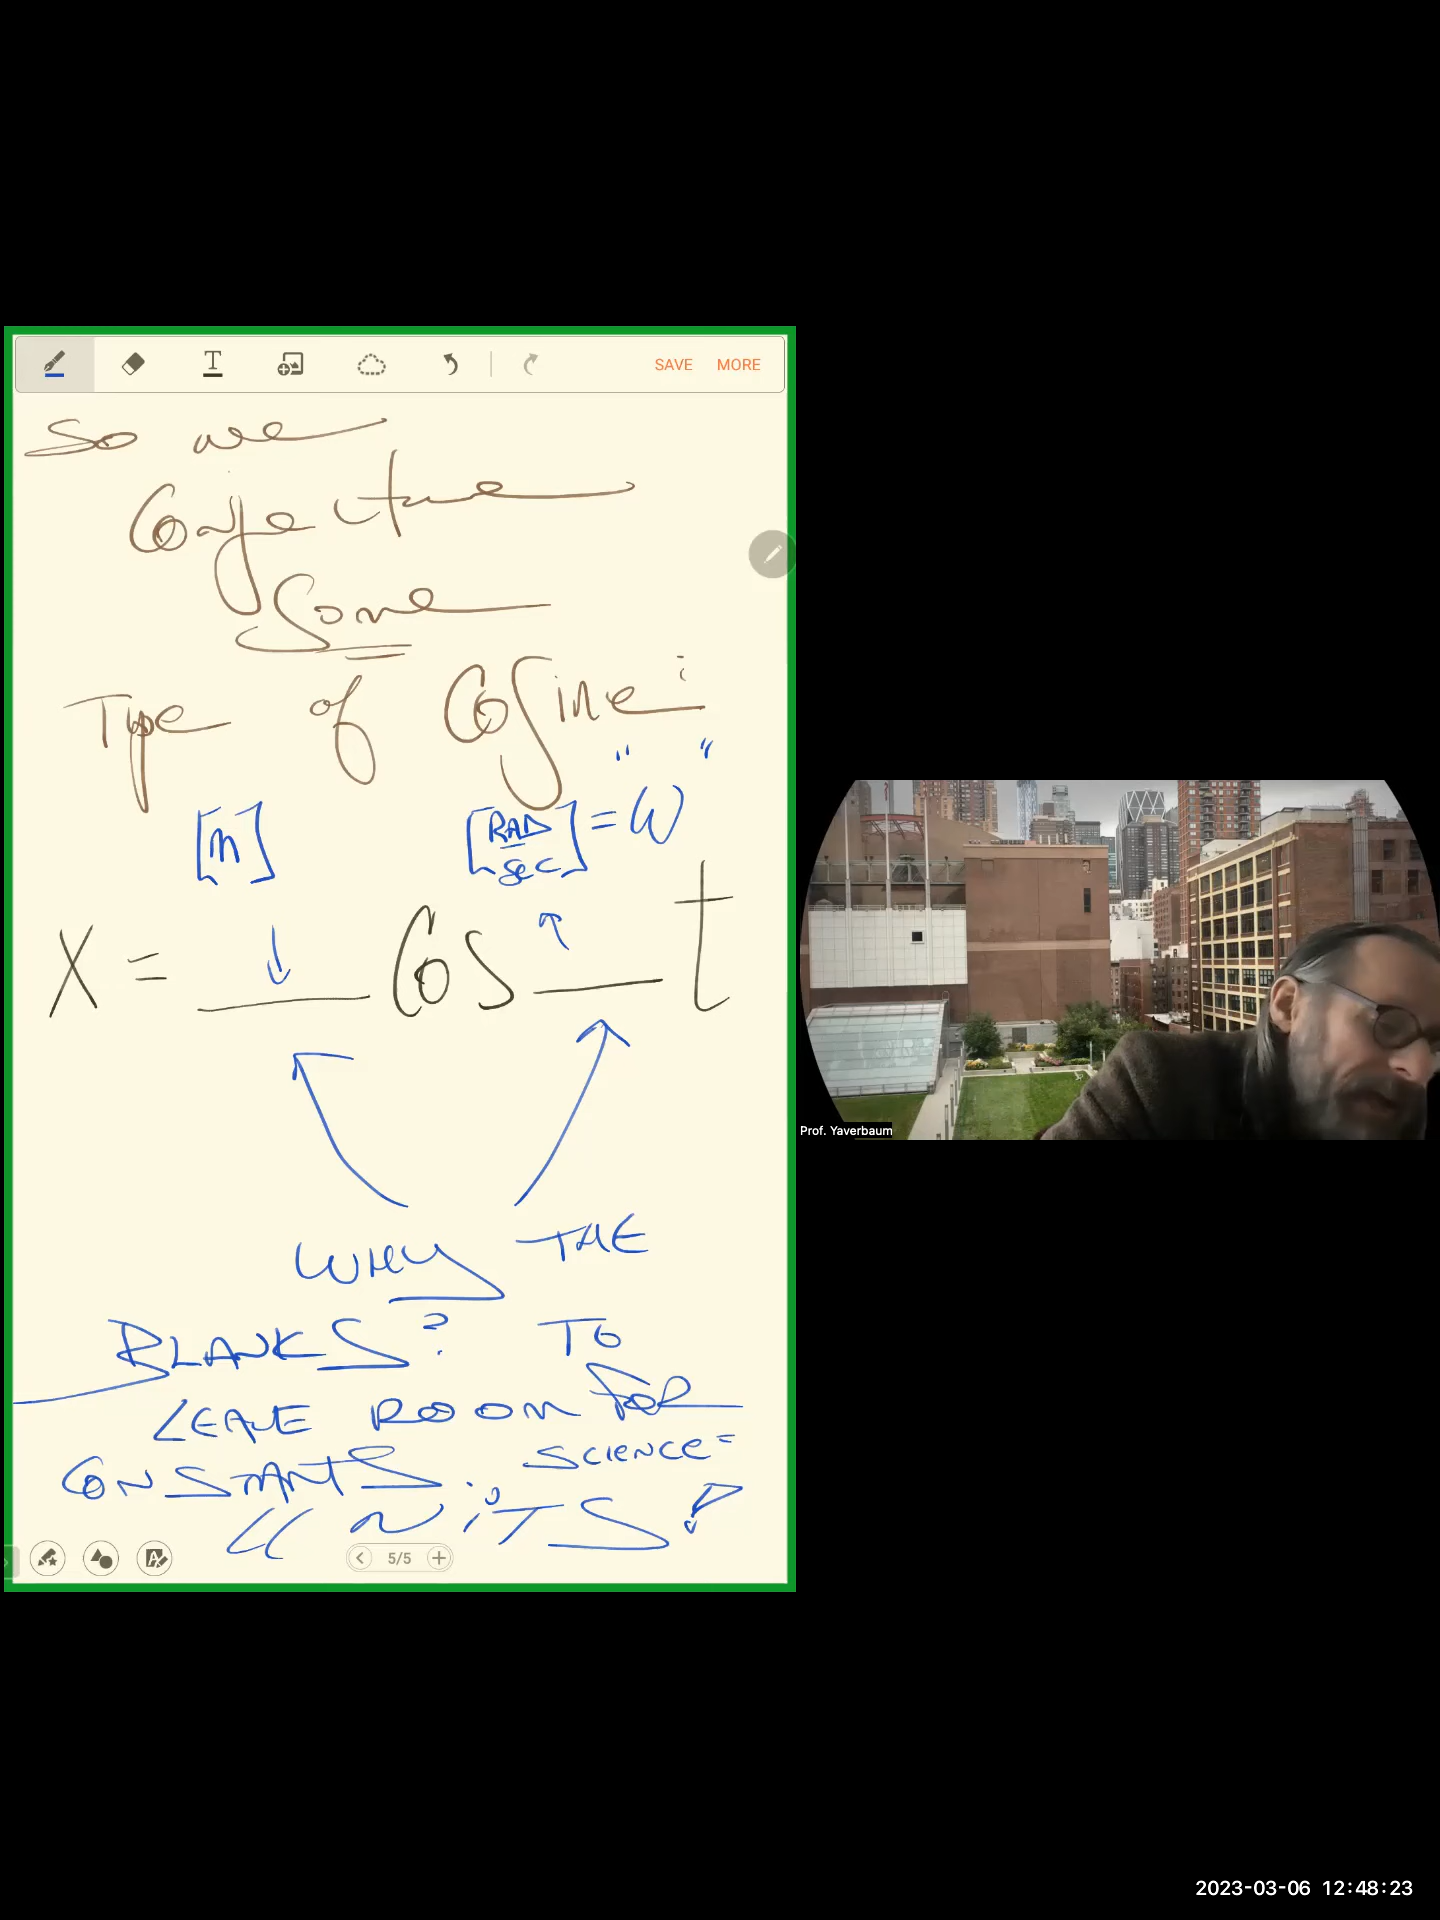 SAVE MORE
So we
Conjecture
Some
Type of Cosine:
" "
[m] [RAD/sec] = ω
X = ___ Cos ___ t
WHY THE
BLANKS? TO
LEAVE ROOM FOR
CONSTANTS. SCIENCE =
UNITS!
5/5
Prof. Yaverbaum
2023-03-06 12:48:23